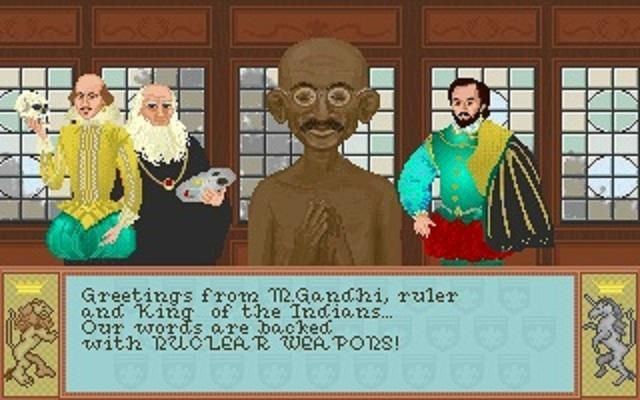 Greetings from M.Gandhi, ruler
and King of the Indians...
Our words are backed
with NUCLEAR WEAPONS!